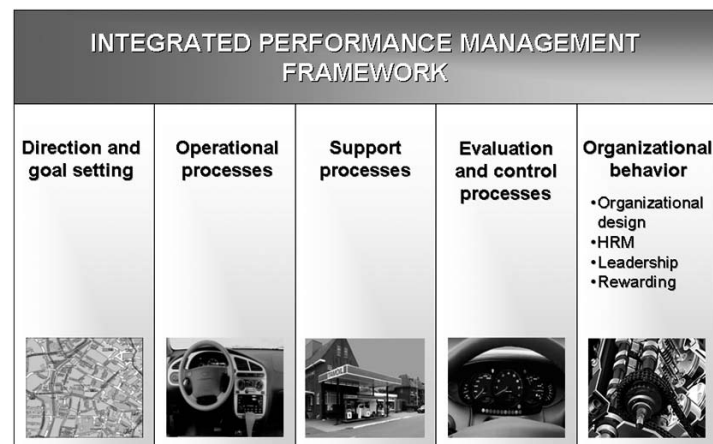 INTEGRATED PERFORMANCE MANAGEMENT
FRAMEWORK
Direction and
goal setting
Operational
processes
Support
processes
Evaluation
and control
processes
Organizational
behavior
•Organizational
design
•HRM
•Leadership
•Rewarding